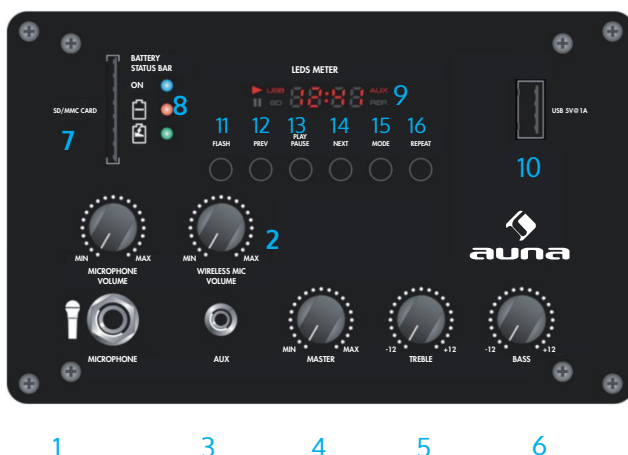 BATTERY
STATUS BAR
ON
8
SD/MMC CARD
7
LEDS METER
USB
SD
18:51
AUX
REP.
9
11 12 13 14 15 16
FLASH PREV PLAY PAUSE NEXT MODE REPEAT
USB 5V@1A
10
MIN MAX
MICROPHONE
VOLUME
MIN MAX
WIRELESS MIC
VOLUME
2
auna
MICROPHONE
AUX
MIN MAX
MASTER
-12 +12
TREBLE
-12 +12
BASS
1 3 4 5 6